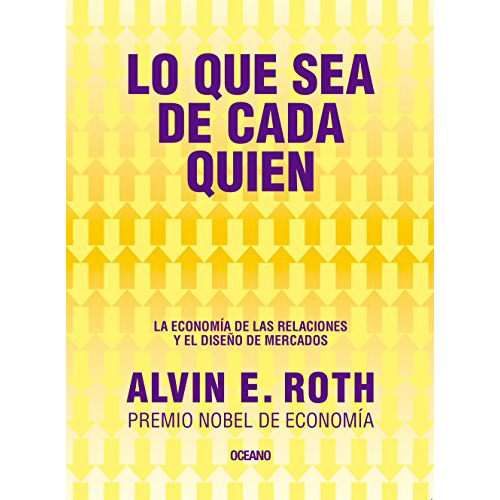 LO QUE SEA
DE CADA
QUIEN
LA ECONOMÍA DE LAS RELACIONES
Y EL DISEÑO DE MERCADOS
ALVIN E. ROTH
PREMIO NOBEL DE ECONOMÍA
OCEANO